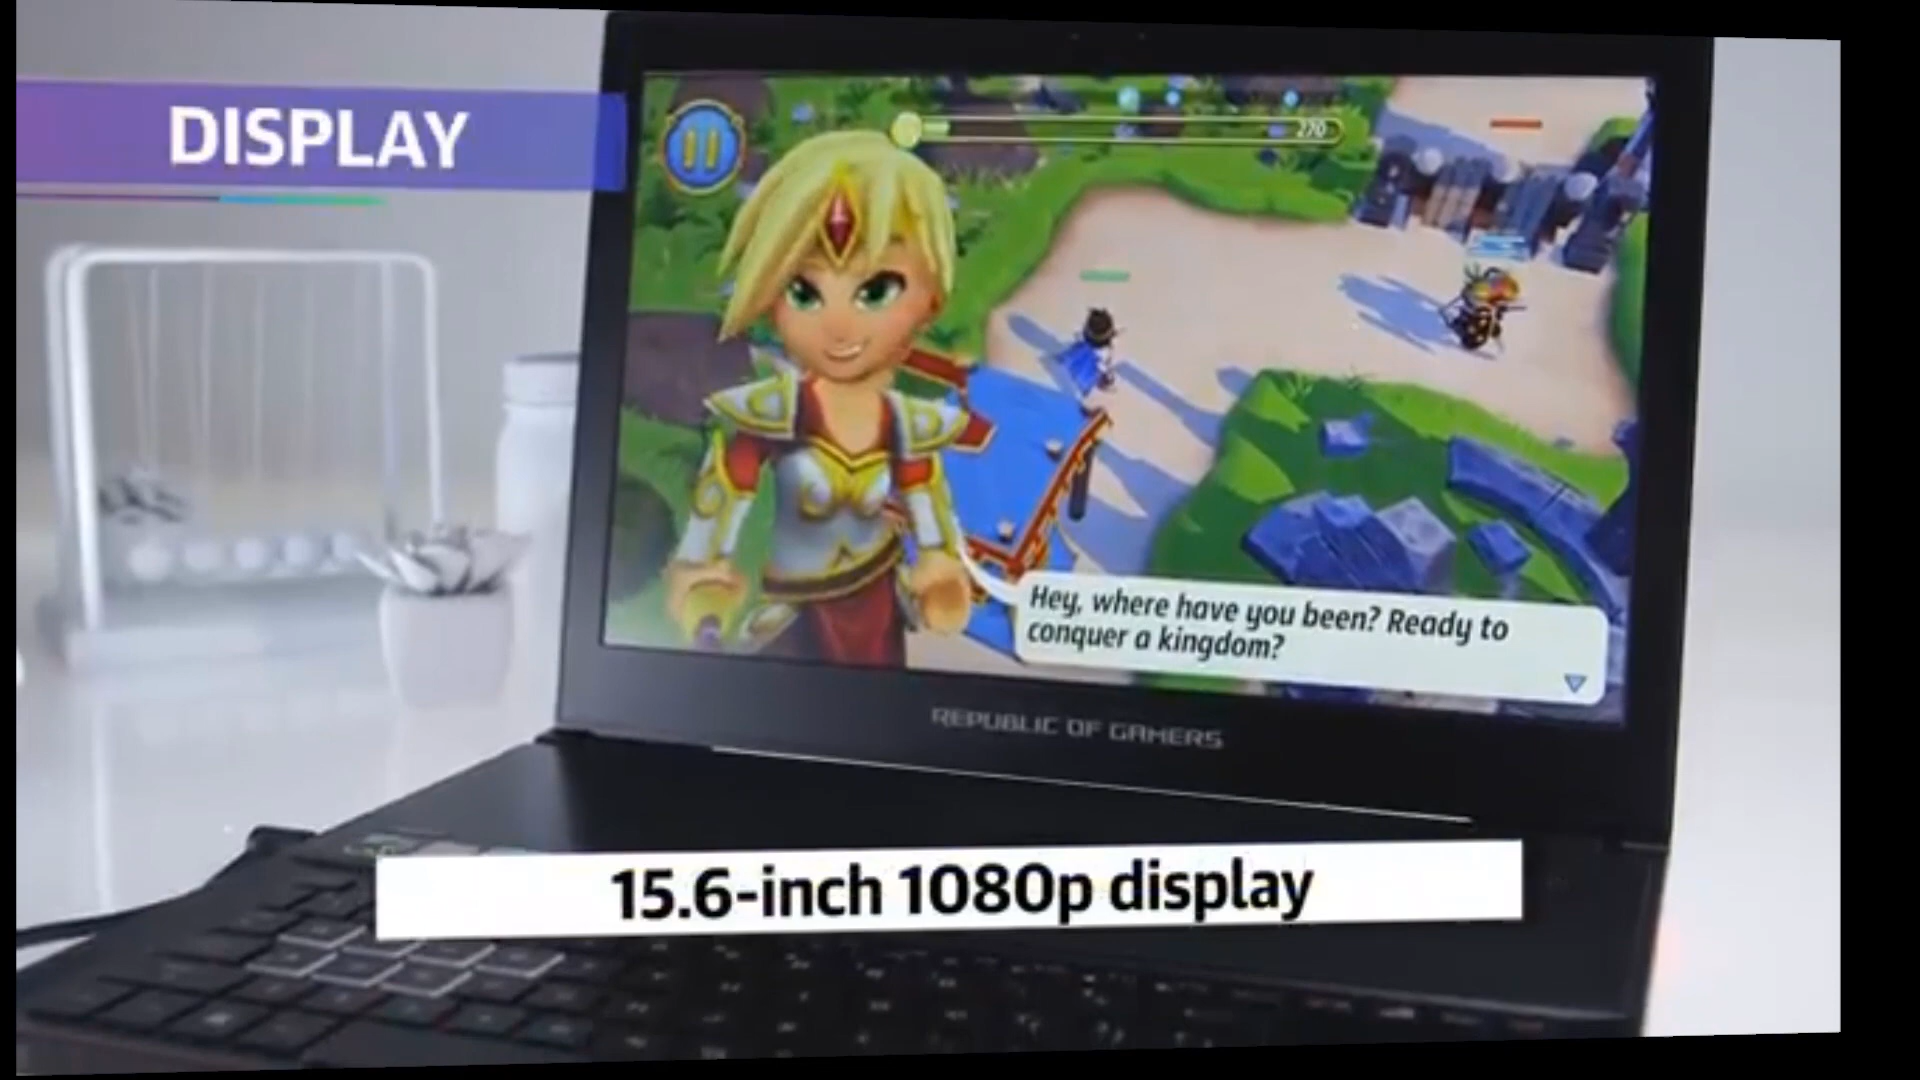 DISPLAY
270
Hey, where have you been? Ready to
conquer a kingdom?
REPUBLIC OF GAMERS
15.6-inch 1080p display